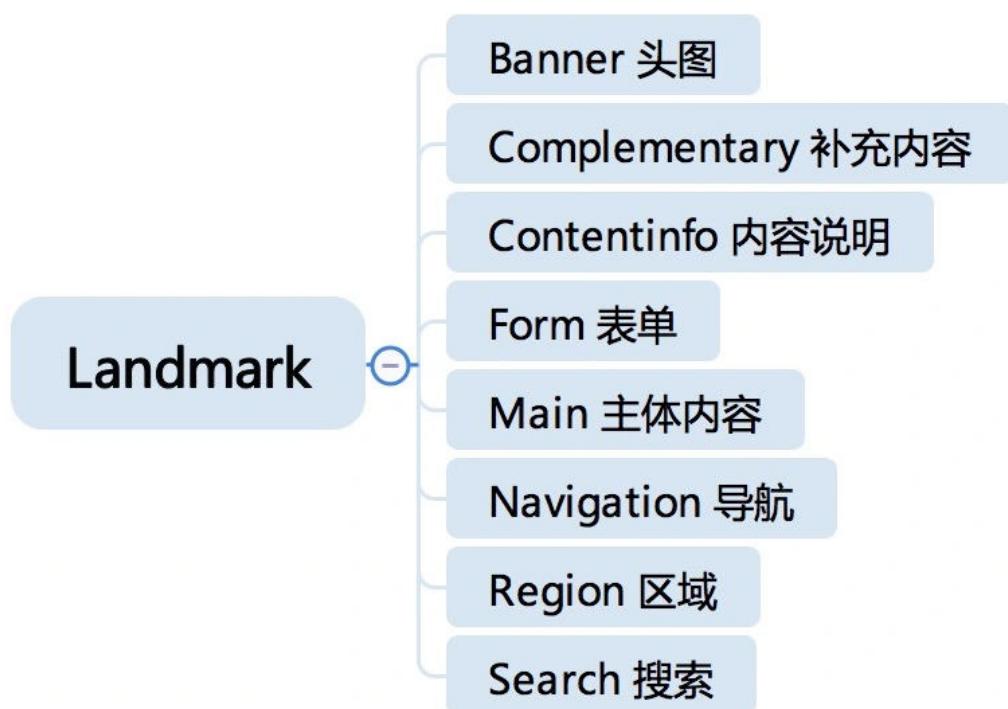 Landmark
Banner 头图
Complementary 补充内容
Contentinfo 内容说明
Form 表单
Main 主体内容
Navigation 导航
Region 区域
Search 搜索